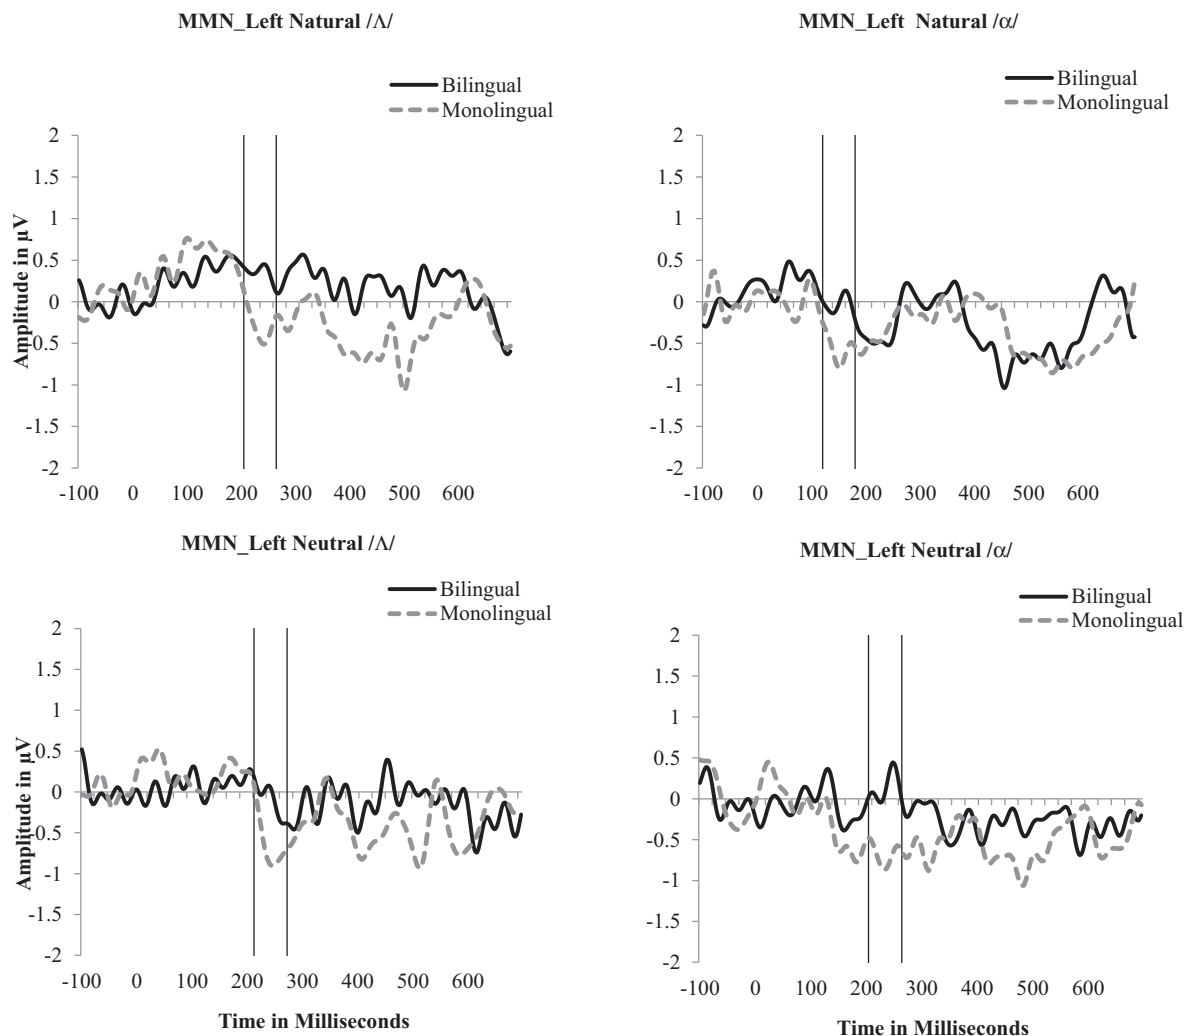 MMN_Left Natural /Λ/
Bilingual
Monolingual
2
1.5
1
0.5
0
-0.5
-1
-1.5
-2
Amplitude in µV
-100 0 100 200 300 400 500 600
MMN_Left Natural /α/
Bilingual
Monolingual
2
1.5
1
0.5
0
-0.5
-1
-1.5
-2
-100 0 100 200 300 400 500 600
MMN_Left Neutral /Λ/
Bilingual
Monolingual
2
1.5
1
0.5
0
-0.5
-1
-1.5
-2
Amplitude in µV
-100 0 100 200 300 400 500 600
Time in Milliseconds
MMN_Left Neutral /α/
Bilingual
Monolingual
2
1.5
1
0.5
0
-0.5
-1
-1.5
-2
-100 0 100 200 300 400 500 600
Time in Milliseconds